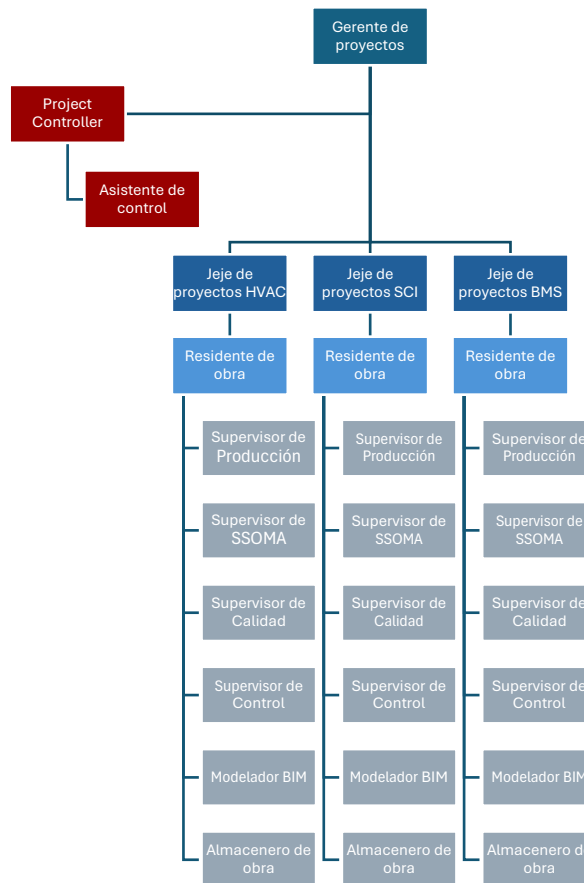 Gerente de
proyectos
Project
Controller
Asistente de
control
Jeje de
proyectos HVAC
Jeje de
proyectos SCI
Jeje de
proyectos BMS
Residente de
obra
Residente de
obra
Residente de
obra
Supervisor de
Producción
Supervisor de
Producción
Supervisor de
Producción
Supervisor de
SSOMA
Supervisor de
SSOMA
Supervisor de
SSOMA
Supervisor de
Calidad
Supervisor de
Calidad
Supervisor de
Calidad
Supervisor de
Control
Supervisor de
Control
Supervisor de
Control
Modelador BIM
Modelador BIM
Modelador BIM
Almacenero de
obra
Almacenero de
obra
Almacenero de
obra